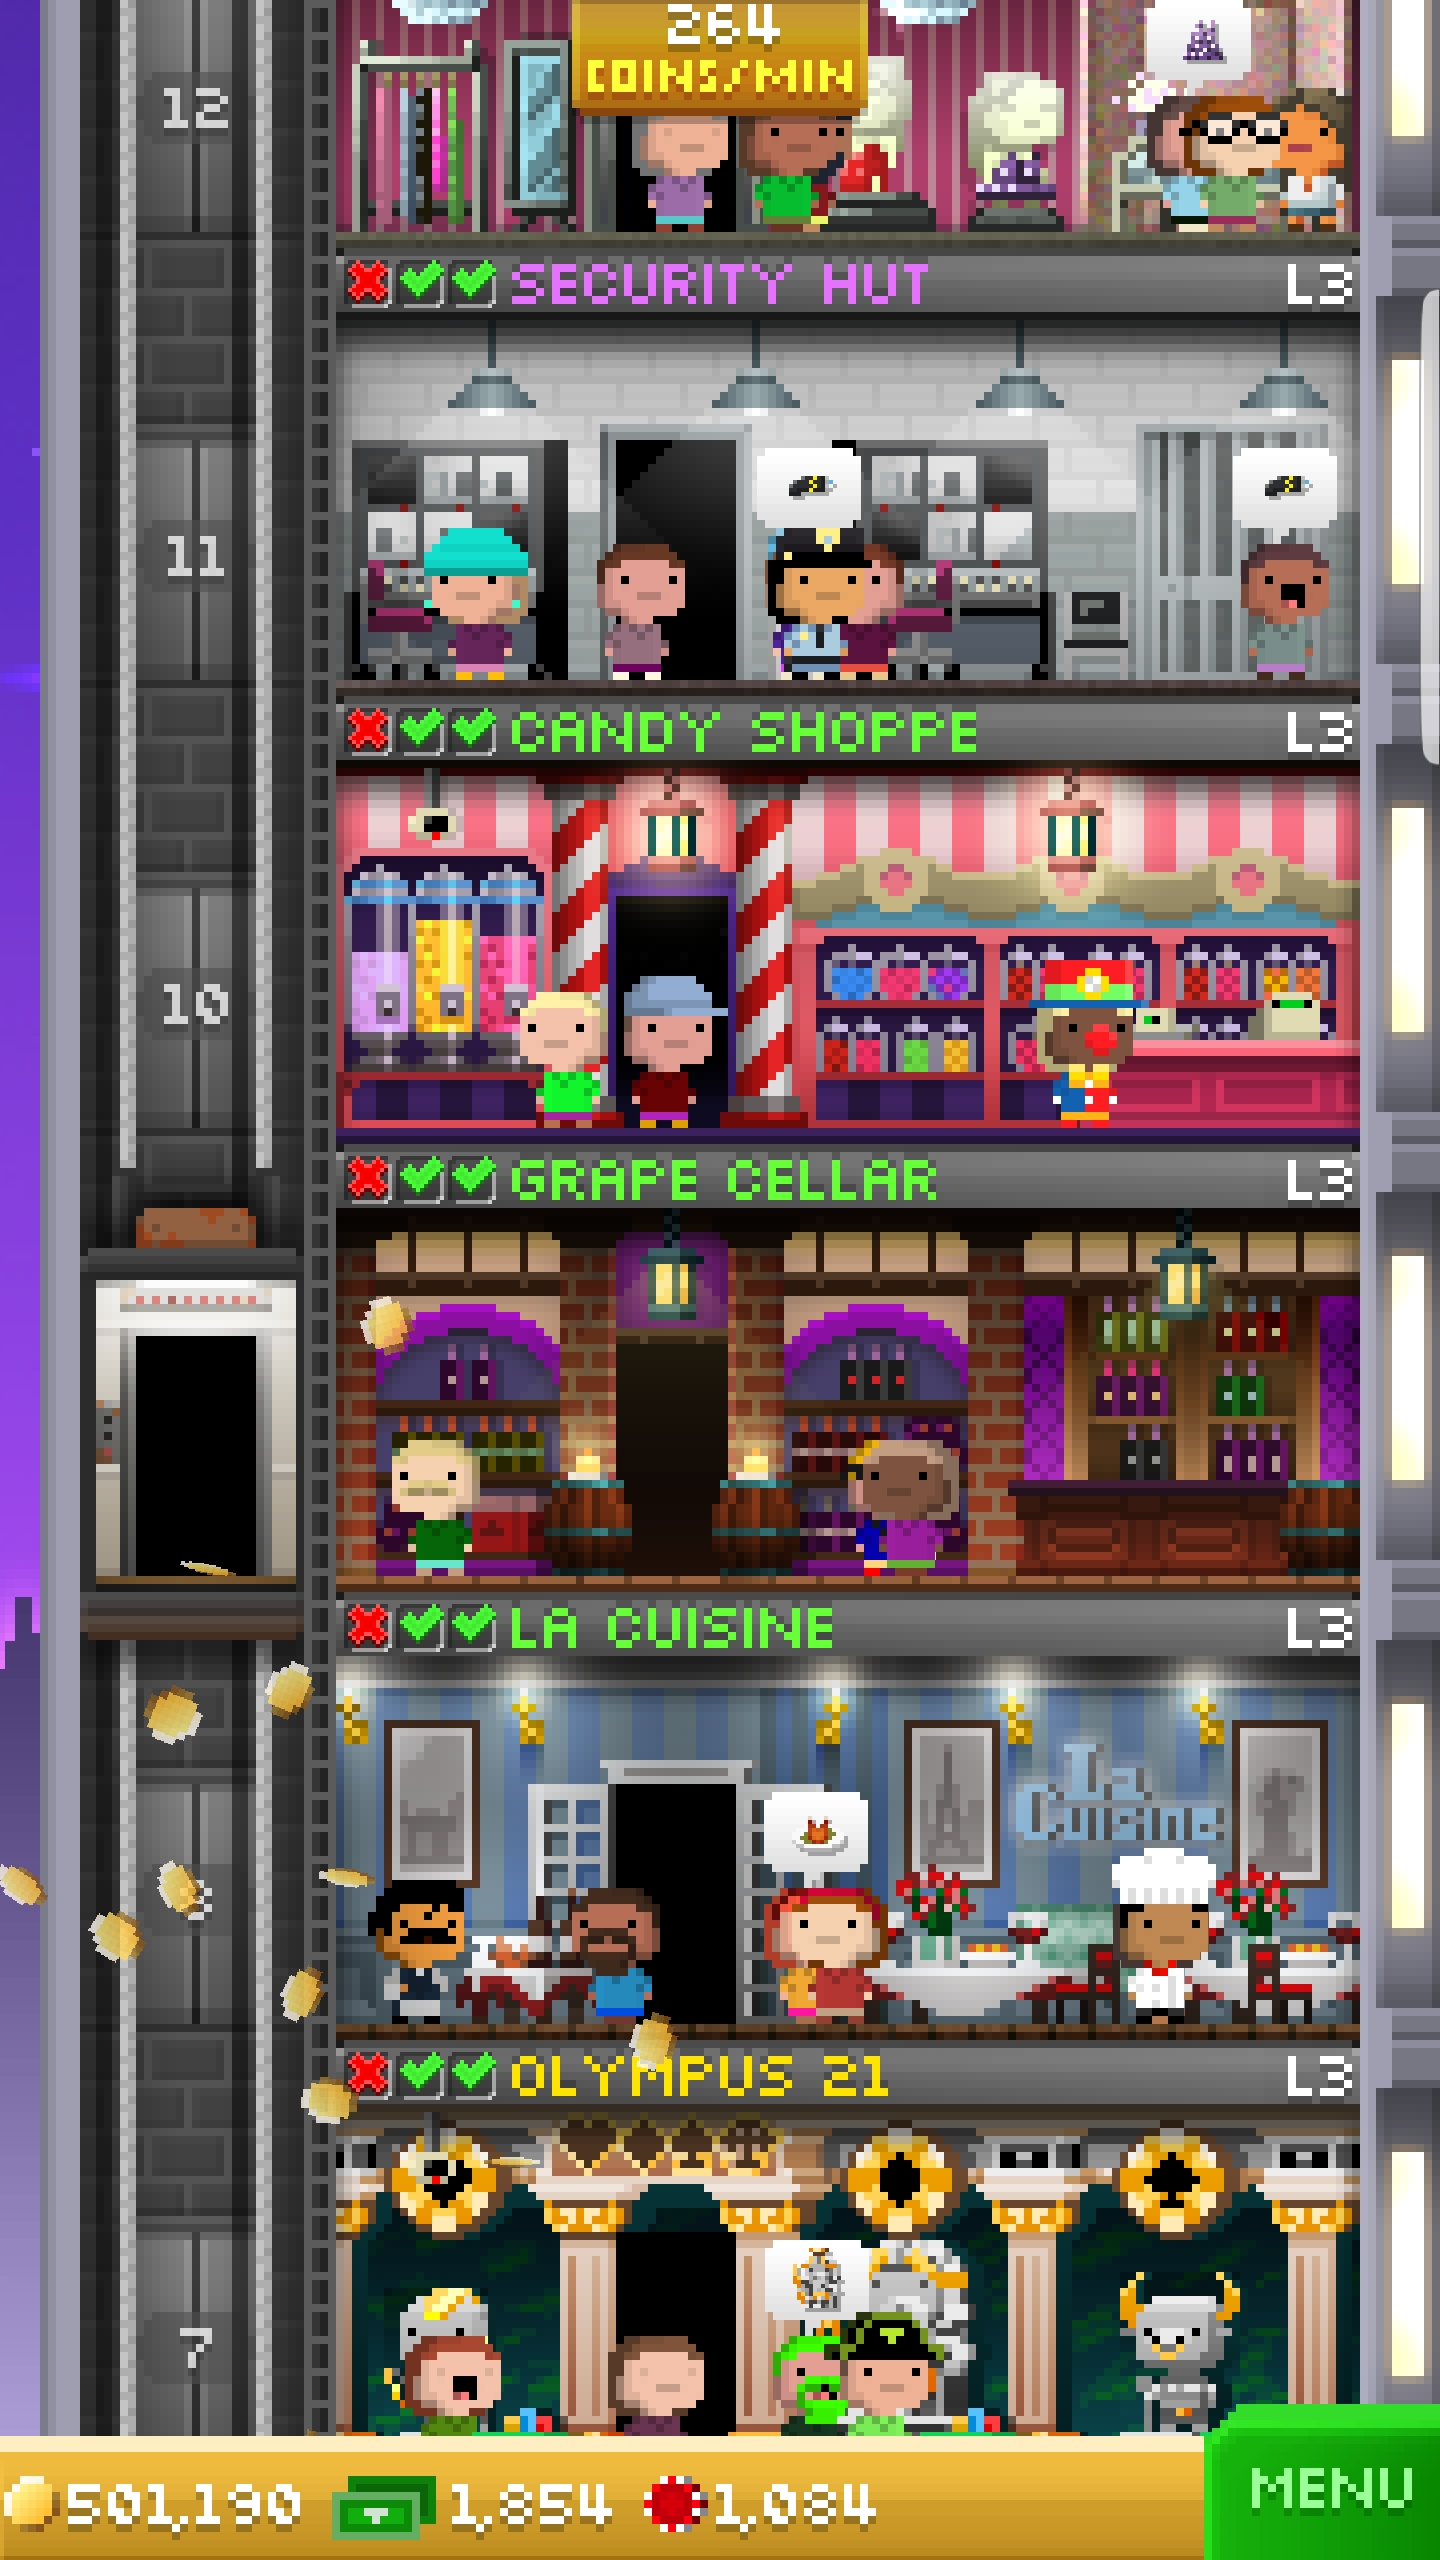 264
COINS/MIN
12
SECURITY HUT L3
11
CANDY SHOPPE L3
10
GRAPE CELLAR L3
LA CUISINE L3
La
Cuisine
OLYMPUS 21 L3
7
501,190 1,854 1,084
MENU